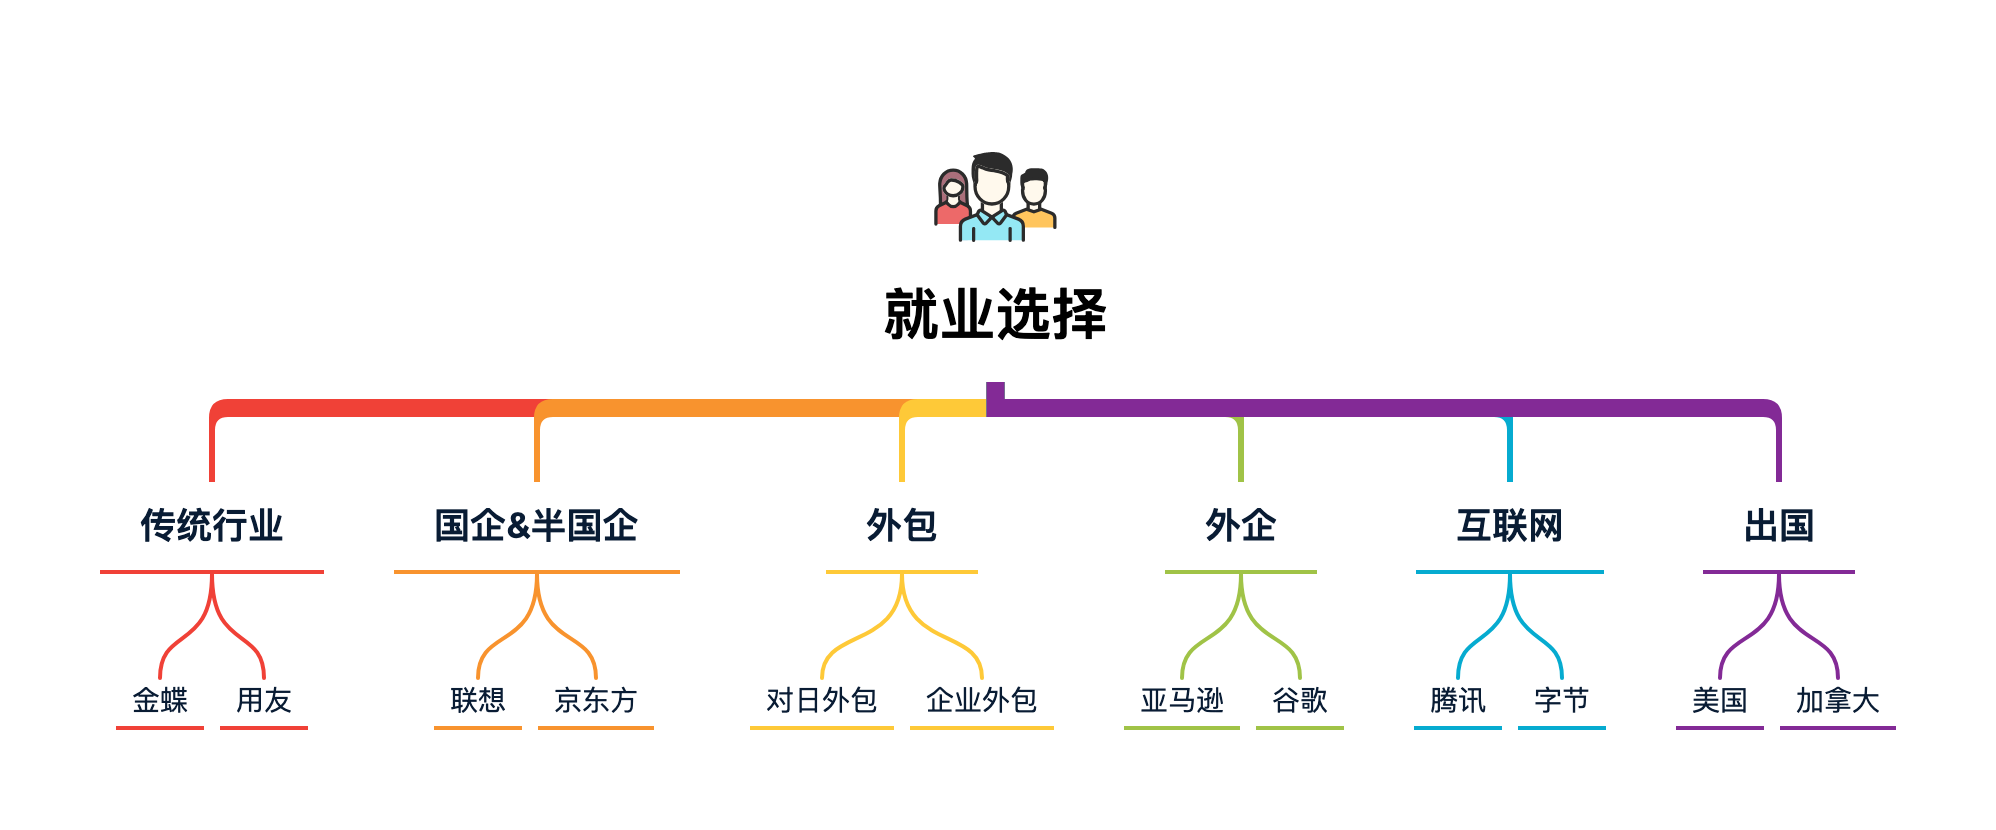 就业选择
传统行业
国企&半国企
外包
外企
互联网
出国
金蝶
用友
联想
京东方
对日外包
企业外包
亚马逊
谷歌
腾讯
字节
美国
加拿大